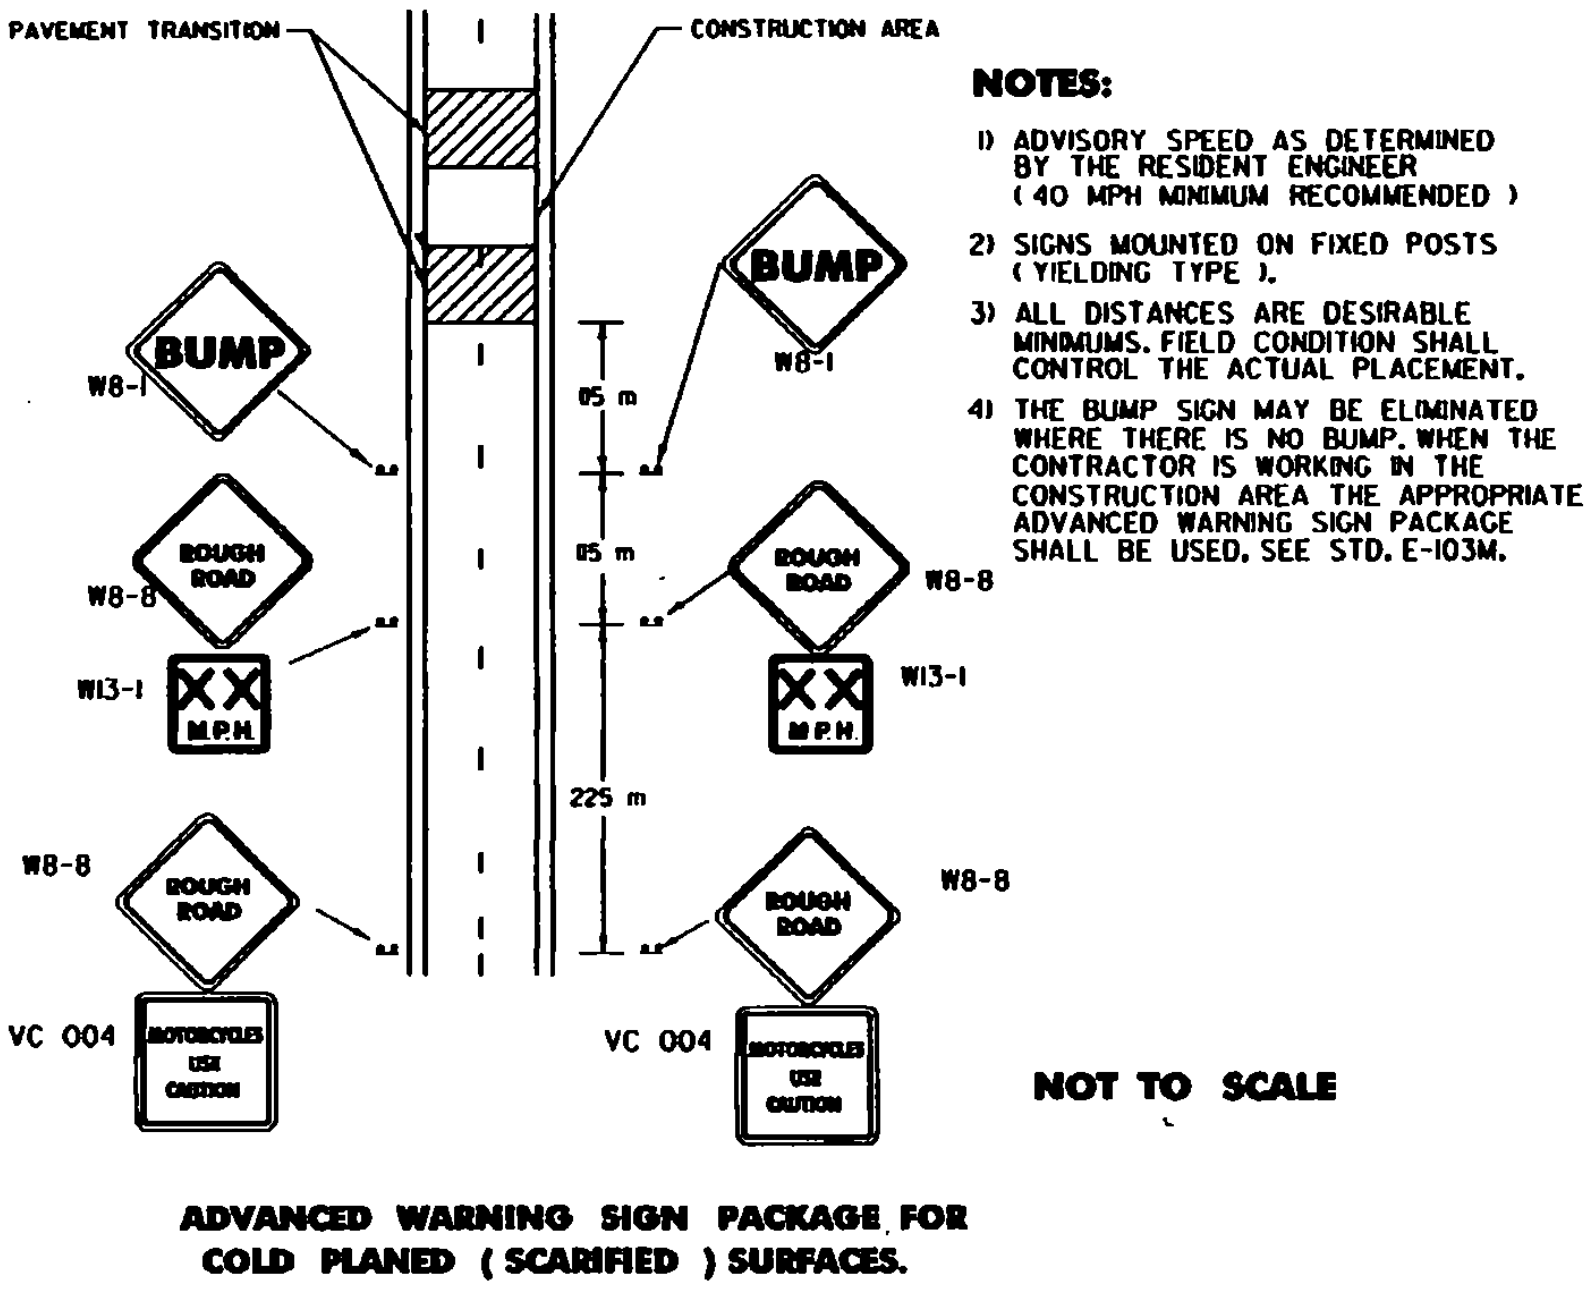 PAVEMENT TRANSITION
CONSTRUCTION AREA
NOTES:
1) ADVISORY SPEED AS DETERMINED
BY THE RESIDENT ENGINEER
( 40 MPH MINIMUM RECOMMENDED )
2) SIGNS MOUNTED ON FIXED POSTS
( YIELDING TYPE ).
3) ALL DISTANCES ARE DESIRABLE
MINIMUMS. FIELD CONDITION SHALL
CONTROL THE ACTUAL PLACEMENT.
4) THE BUMP SIGN MAY BE ELIMINATED
WHERE THERE IS NO BUMP. WHEN THE
CONTRACTOR IS WORKING IN THE
CONSTRUCTION AREA THE APPROPRIATE
ADVANCED WARNING SIGN PACKAGE
SHALL BE USED. SEE STD. E-103M.
BUMP
W8-1
BUMP
W8-1
m
ROUGH
ROAD
W8-8
W13-1
X X
M.P.H.
m
ROUGH
ROAD
W8-8
W13-1
X X
M.P.H.
225 m
W8-8
ROUGH
ROAD
VC 004
MOTORCYCLES
USE
CAUTION
ROUGH
ROAD
W8-8
VC 004
MOTORCYCLES
USE
CAUTION
NOT TO SCALE
ADVANCED WARNING SIGN PACKAGE FOR
COLD PLANED ( SCARIFIED ) SURFACES.